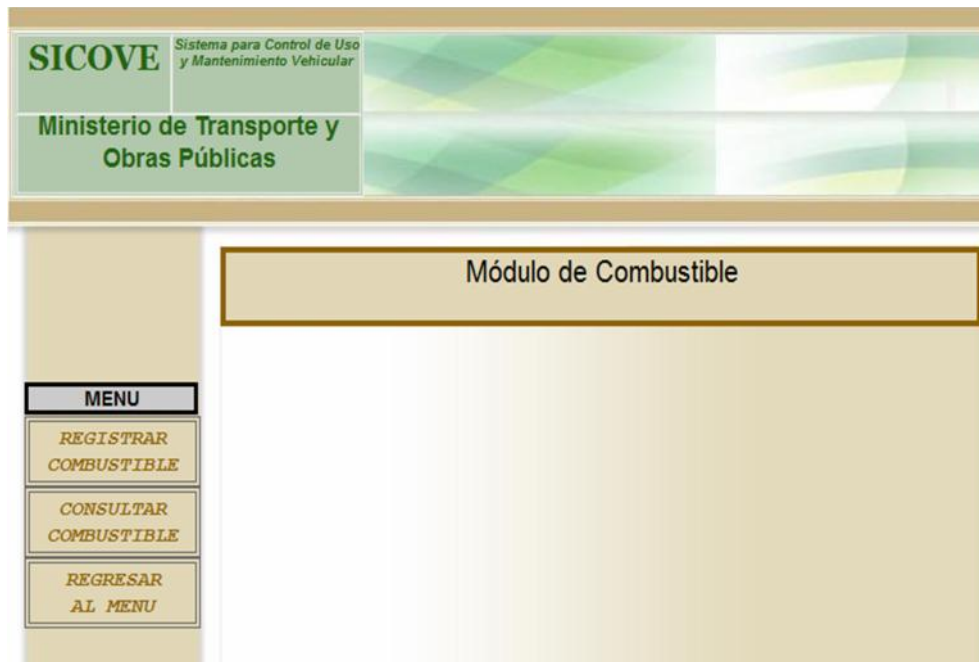 SICOVE
Sistema para Control de Uso
y Mantenimiento Vehicular
Ministerio de Transporte y
Obras Públicas
Módulo de Combustible
MENU
REGISTRAR
COMBUSTIBLE
CONSULTAR
COMBUSTIBLE
REGRESAR
AL MENU